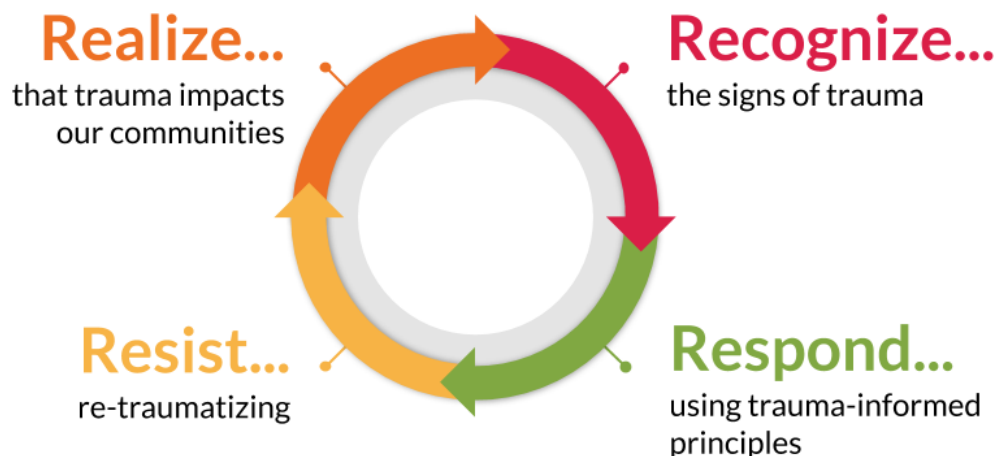 Realize...
that trauma impacts
our communities
Recognize...
the signs of trauma
Respond...
using trauma-informed
principles
Resist...
re-traumatizing